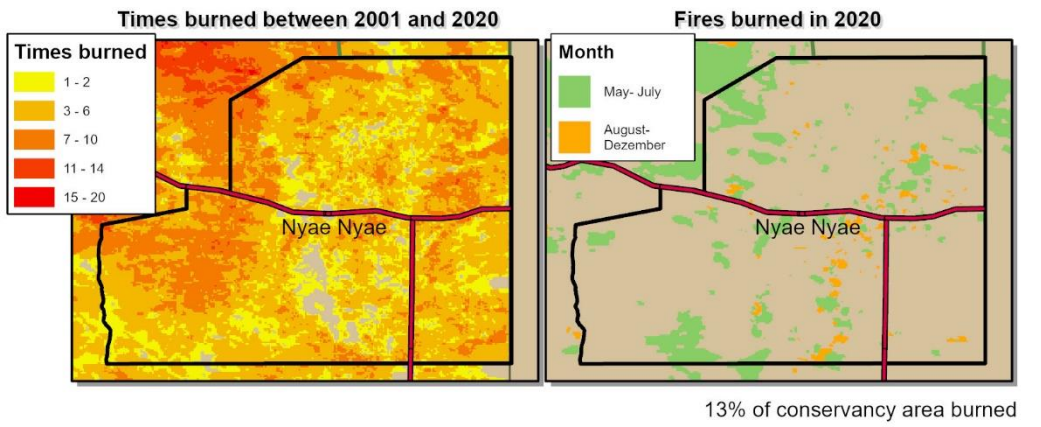 Times burned between 2001 and 2020
Times burned
1 - 2
3 - 6
7 - 10
11 - 14
15 - 20
Nyae Nyae
Fires burned in 2020
Month
May- July
August-
Dezember
Nyae Nyae
13% of conservancy area burned